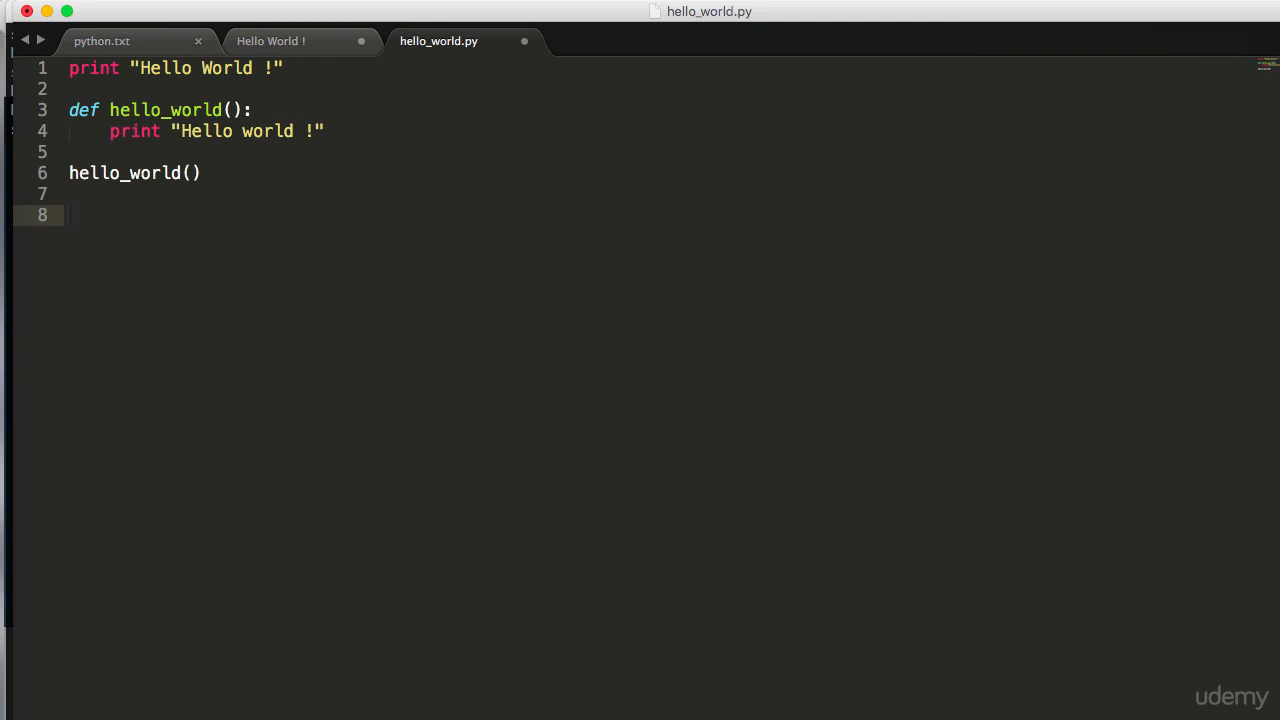 hello_world.py
python.txt × Hello World ! hello_world.py
1 print "Hello World !"
2
3 def hello_world():
4 print "Hello world !"
5
6 hello_world()
7
8
udemy